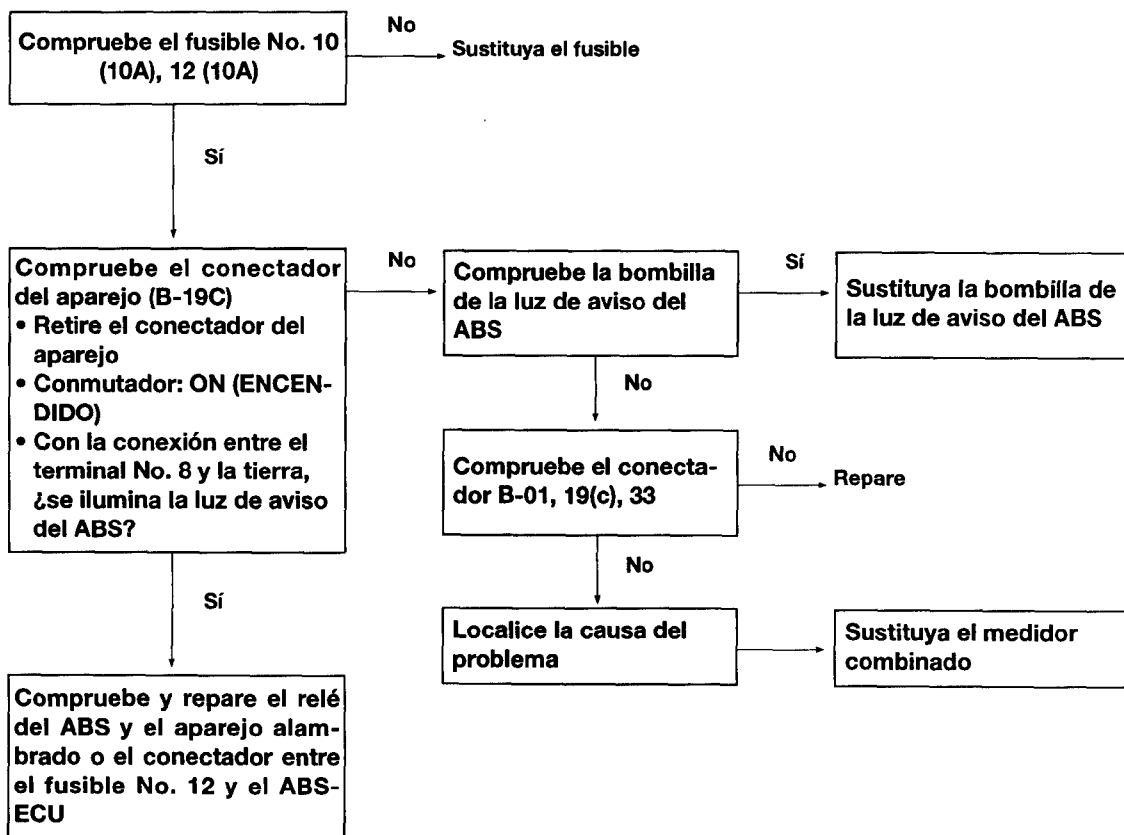 Compruebe el fusible No. 10
(10A), 12 (10A)
No
Sustituya el fusible
Sí
Compruebe el conectador
del aparejo (B-19C)
• Retire el conectador del
aparejo
• Conmutador: ON (ENCEN-
DIDO)
• Con la conexión entre el
terminal No. 8 y la tierra,
¿se ilumina la luz de aviso
del ABS?
No
Compruebe la bombilla
de la luz de aviso del
ABS
Sí
Sustituya la bombilla de
la luz de aviso del ABS
No
Compruebe el conecta-
dor B-01, 19(c), 33
No
Repare
No
Localice la causa del
problema
Sustituya el medidor
combinado
Sí
Compruebe y repare el relé
del ABS y el aparejo alam-
brado o el conectador entre
el fusible No. 12 y el ABS-
ECU